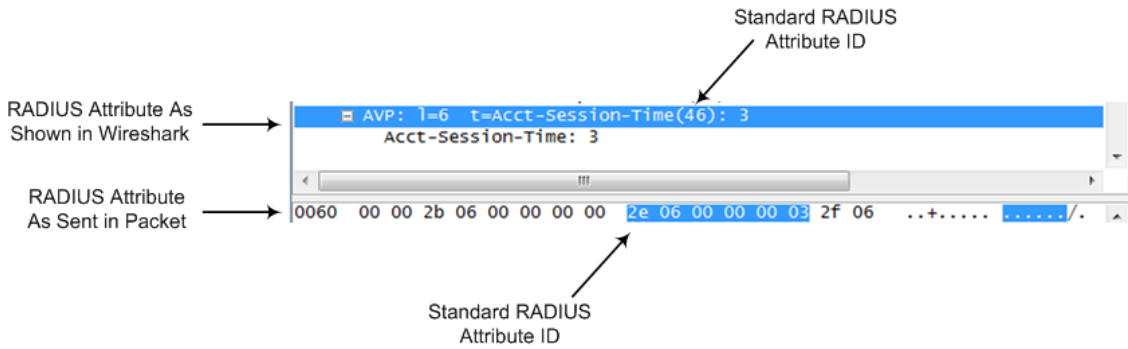 Standard RADIUS
Attribute ID
RADIUS Attribute As
Shown in Wireshark
AVP: l=6  t=Acct-Session-Time(46): 3
Acct-Session-Time: 3
RADIUS Attribute
As Sent in Packet
0060  00 00 2b 06 00 00 00 00  2e 06 00 00 00 03 2f 06  ..+..... ....../.
Standard RADIUS
Attribute ID